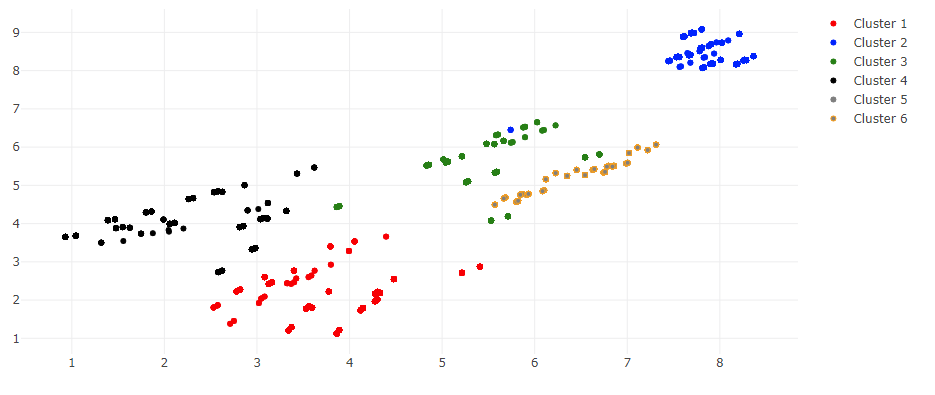 9
8
7
6
5
4
3
2
1
1 2 3 4 5 6 7 8
Cluster 1
Cluster 2
Cluster 3
Cluster 4
Cluster 5
Cluster 6